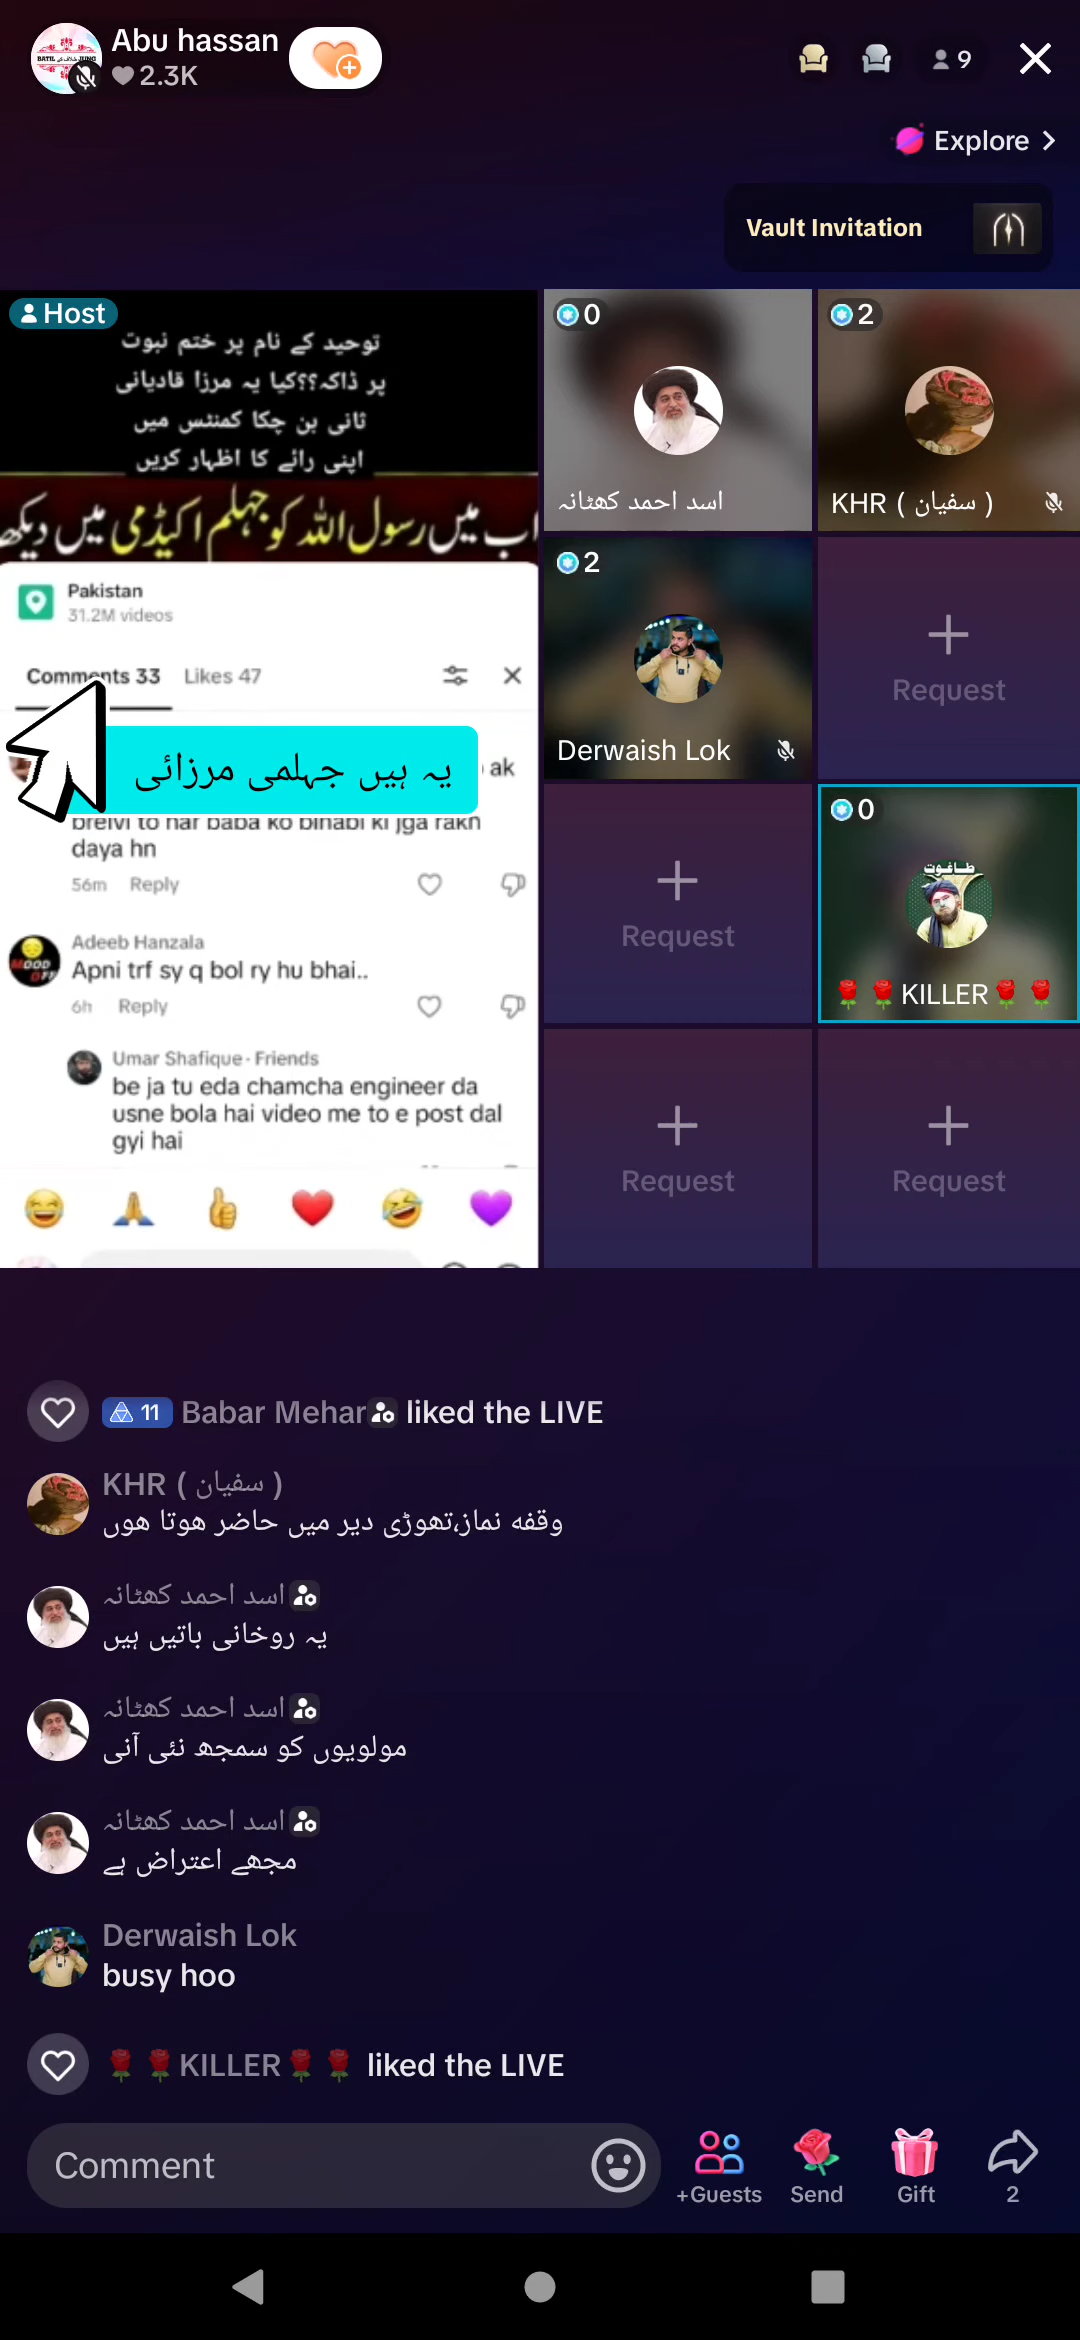 Abu hassan
2.3K
9
Explore
Vault Invitation
Host
توحید کے نام پر ختم نبوت
پر ڈاکہ؟؟کیا یہ مرزا قادیانی
ثانی بن چکا کمنٹس میں
اپنی رائے کا اظہار کریں
اب میں رسول اللہ کو جہلم اکیڈمی میں دیکھ
Pakistan
31.2M videos
Comments 33
Likes 47
یہ ہیں جہلمی مرزائی
ak
brelvi to har baba ko binabi ki jga rakh
daya hn
56m Reply
MOOD OFF
Adeeb Hanzala
Apni trf sy q bol ry hu bhai..
6h Reply
Umar Shafique · Friends
be ja tu eda chamcha engineer da
usne bola hai video me to e post dal
gyi hai
0
اسد احمد کھٹانہ
2
KHR ( سفیان )
2
Derwaish Lok
Request
Request
0
طاغوت
🌹🌹KILLER🌹🌹
Request
Request
11 Babar Mehar liked the LIVE
KHR ( سفیان )
وقفه نماز،تھوڑی دیر میں حاضر ھوتا ھوں
اسد احمد کھٹانہ
یہ روخانی باتیں ہیں
اسد احمد کھٹانہ
مولویوں کو سمجھ نئی آنی
اسد احمد کھٹانہ
مجھے اعتراض ہے
Derwaish Lok
busy hoo
🌹🌹KILLER🌹🌹 liked the LIVE
Comment
+Guests
Send
Gift
2